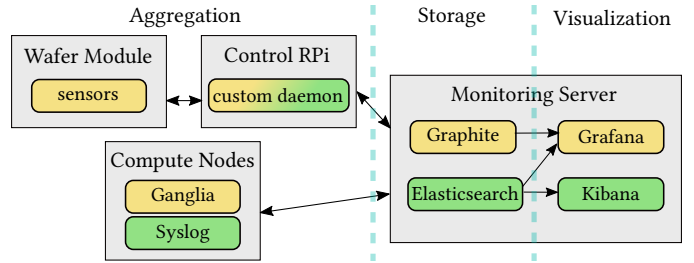 Aggregation
Storage
Visualization
Wafer Module
sensors
Control RPi
custom daemon
Monitoring Server
Graphite
Grafana
Elasticsearch
Kibana
Compute Nodes
Ganglia
Syslog